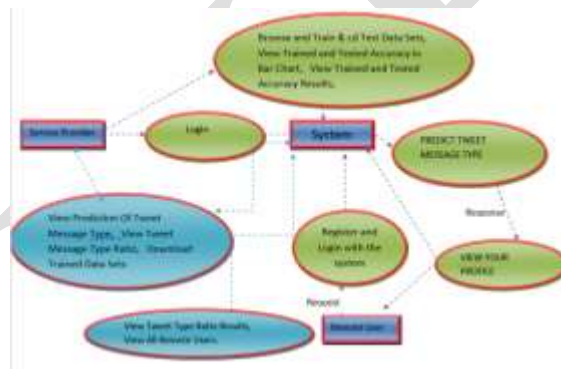 Browse and Train & cd Test Data Sets,
View Trained and Tested Accuracy in
Bar Chart, View Trained and Tested
Accuracy Results,
Service Provider
Login
System
PREDICT TWEET
MESSAGE TYPE
View Prediction Of Tweet
Message Type, View Tweet
Message Type Ratio, Download
Trained Data Sets
Register and
Login with the
system
Response
VIEW YOUR
PROFILE
Request
Remote User
View Tweet Type Ratio Results,
View All Remote Users.